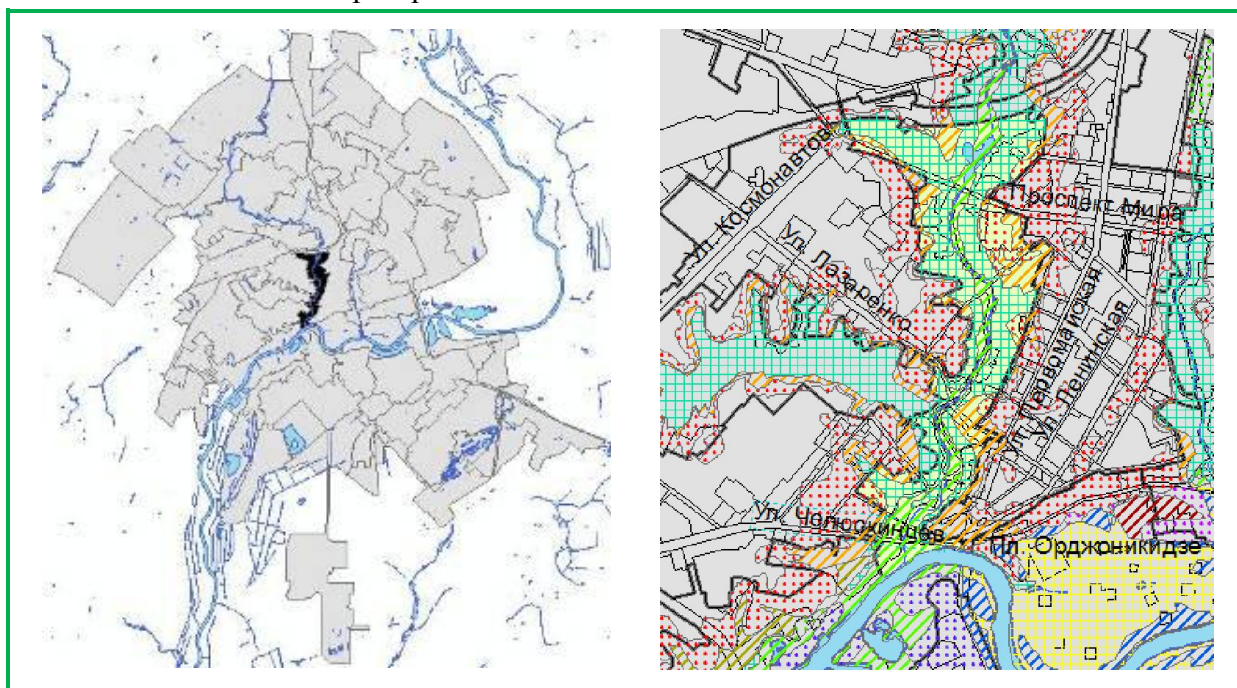 Ул. Космонавтов
Проспект Мира
Ул. Лазаренко
Ул. Первомайская
Ул. Ленинская
Ул. Челюскинцев
Пл. Орджоникидзе